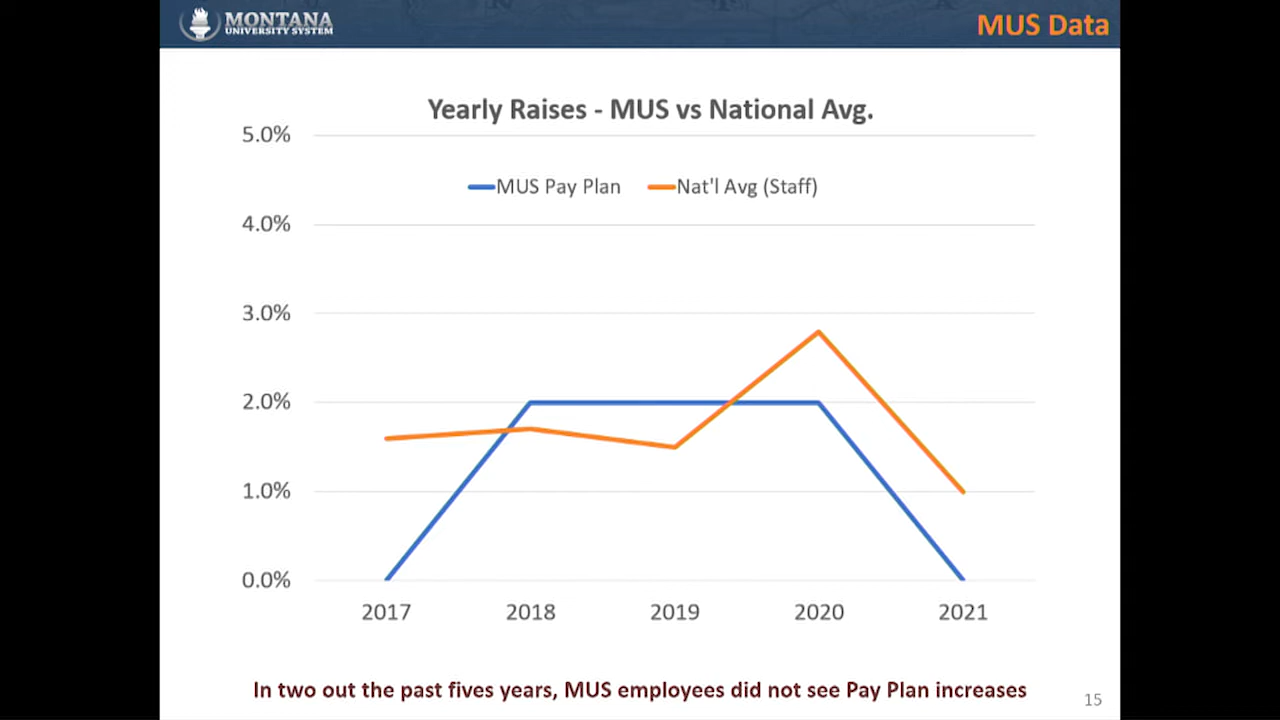 MONTANA
UNIVERSITY SYSTEM
MUS Data
Yearly Raises - MUS vs National Avg.
5.0%
MUS Pay Plan Nat'l Avg (Staff)
4.0%
3.0%
2.0%
1.0%
0.0%
2017 2018 2019 2020 2021
In two out the past fives years, MUS employees did not see Pay Plan increases
15